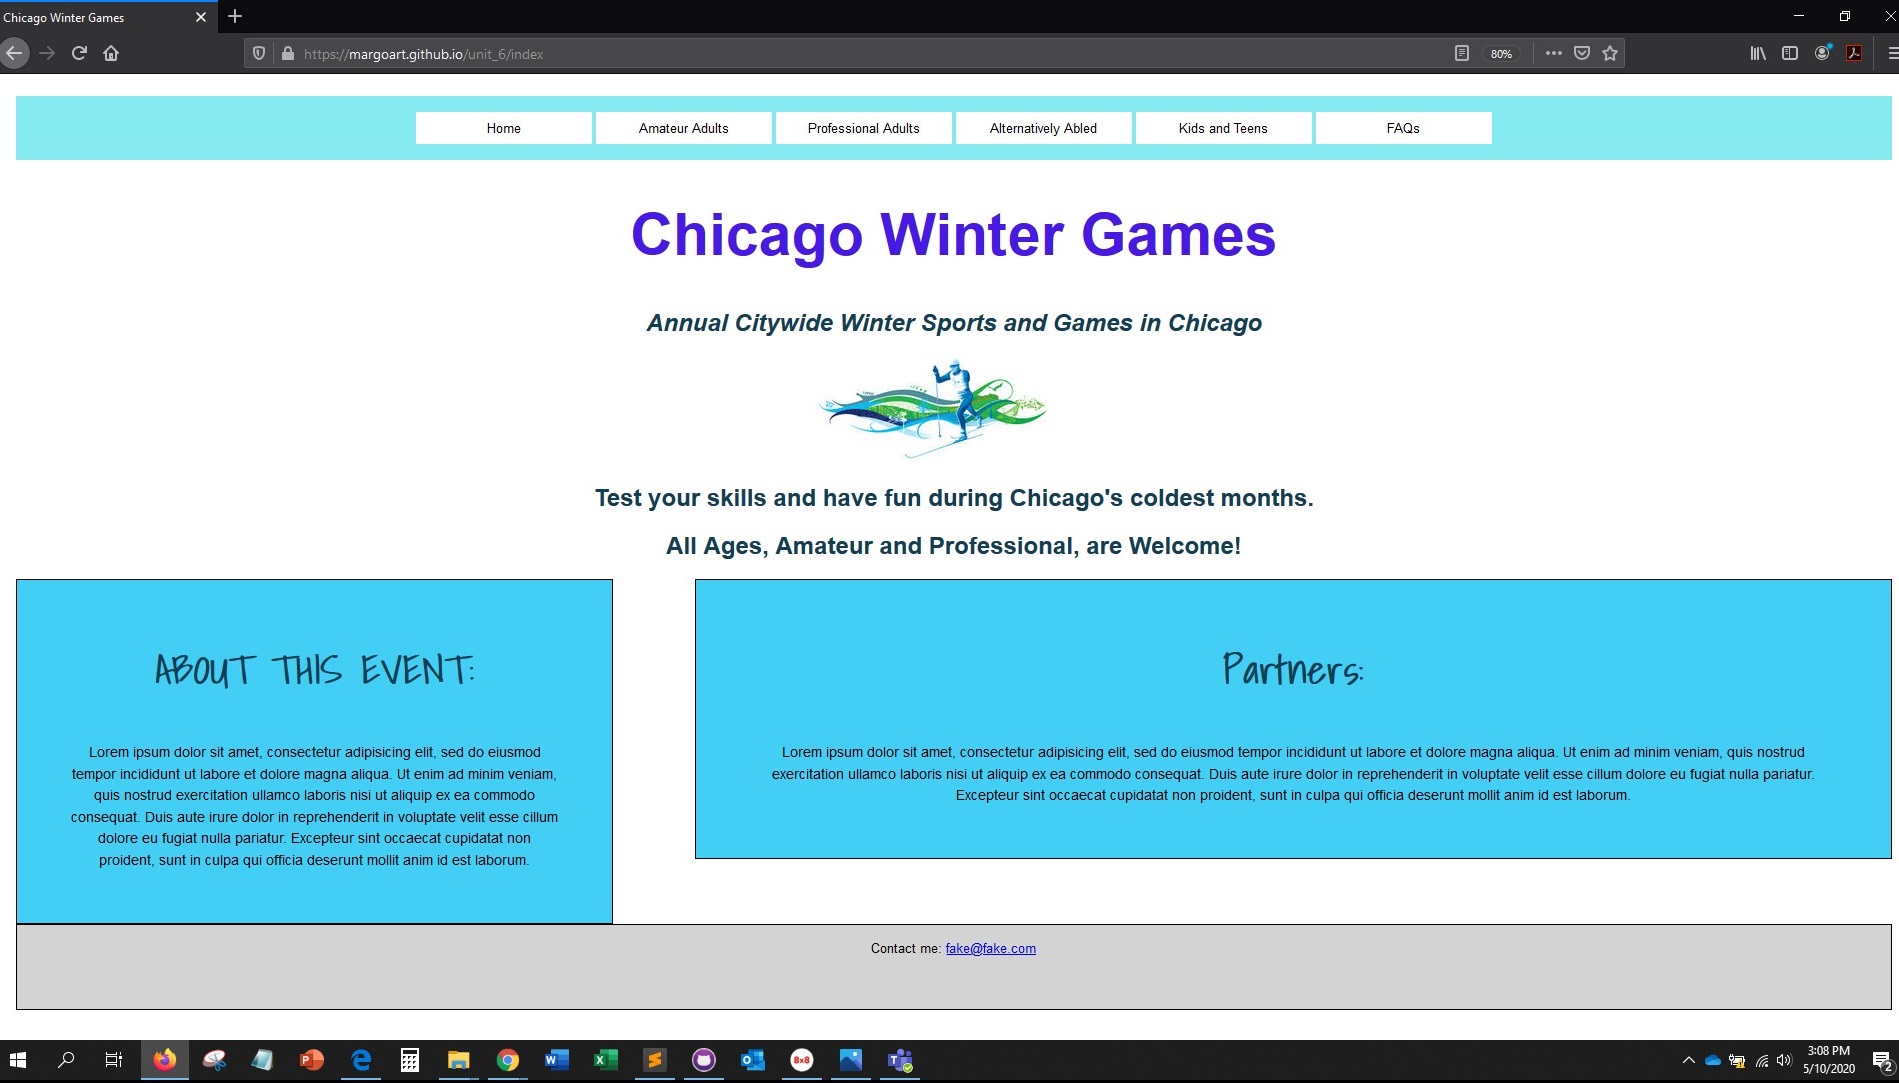 Chicago Winter Games
https://margoart.github.io/unit_6/index
80%
Home
Amateur Adults
Professional Adults
Alternatively Abled
Kids and Teens
FAQs
Chicago Winter Games
Annual Citywide Winter Sports and Games in Chicago
Test your skills and have fun during Chicago's coldest months.
All Ages, Amateur and Professional, are Welcome!
ABOUT THIS EVENT:
Lorem ipsum dolor sit amet, consectetur adipisicing elit, sed do eiusmod
tempor incididunt ut labore et dolore magna aliqua. Ut enim ad minim veniam,
quis nostrud exercitation ullamco laboris nisi ut aliquip ex ea commodo
consequat. Duis aute irure dolor in reprehenderit in voluptate velit esse cillum
dolore eu fugiat nulla pariatur. Excepteur sint occaecat cupidatat non
proident, sunt in culpa qui officia deserunt mollit anim id est laborum.
Partners:
Lorem ipsum dolor sit amet, consectetur adipisicing elit, sed do eiusmod tempor incididunt ut labore et dolore magna aliqua. Ut enim ad minim veniam, quis nostrud
exercitation ullamco laboris nisi ut aliquip ex ea commodo consequat. Duis aute irure dolor in reprehenderit in voluptate velit esse cillum dolore eu fugiat nulla pariatur.
Excepteur sint occaecat cupidatat non proident, sunt in culpa qui officia deserunt mollit anim id est laborum.
Contact me: fake@fake.com
8x8
3:08 PM
5/10/2020
2